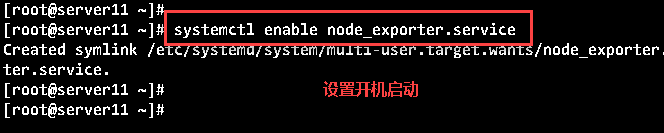 [root@server11 ~]#
[root@server11 ~]# systemctl enable node_exporter.service
Created symlink /etc/systemd/system/multi-user.target.wants/node_exporter.
ter.service.
[root@server11 ~]# 设置开机启动
[root@server11 ~]#